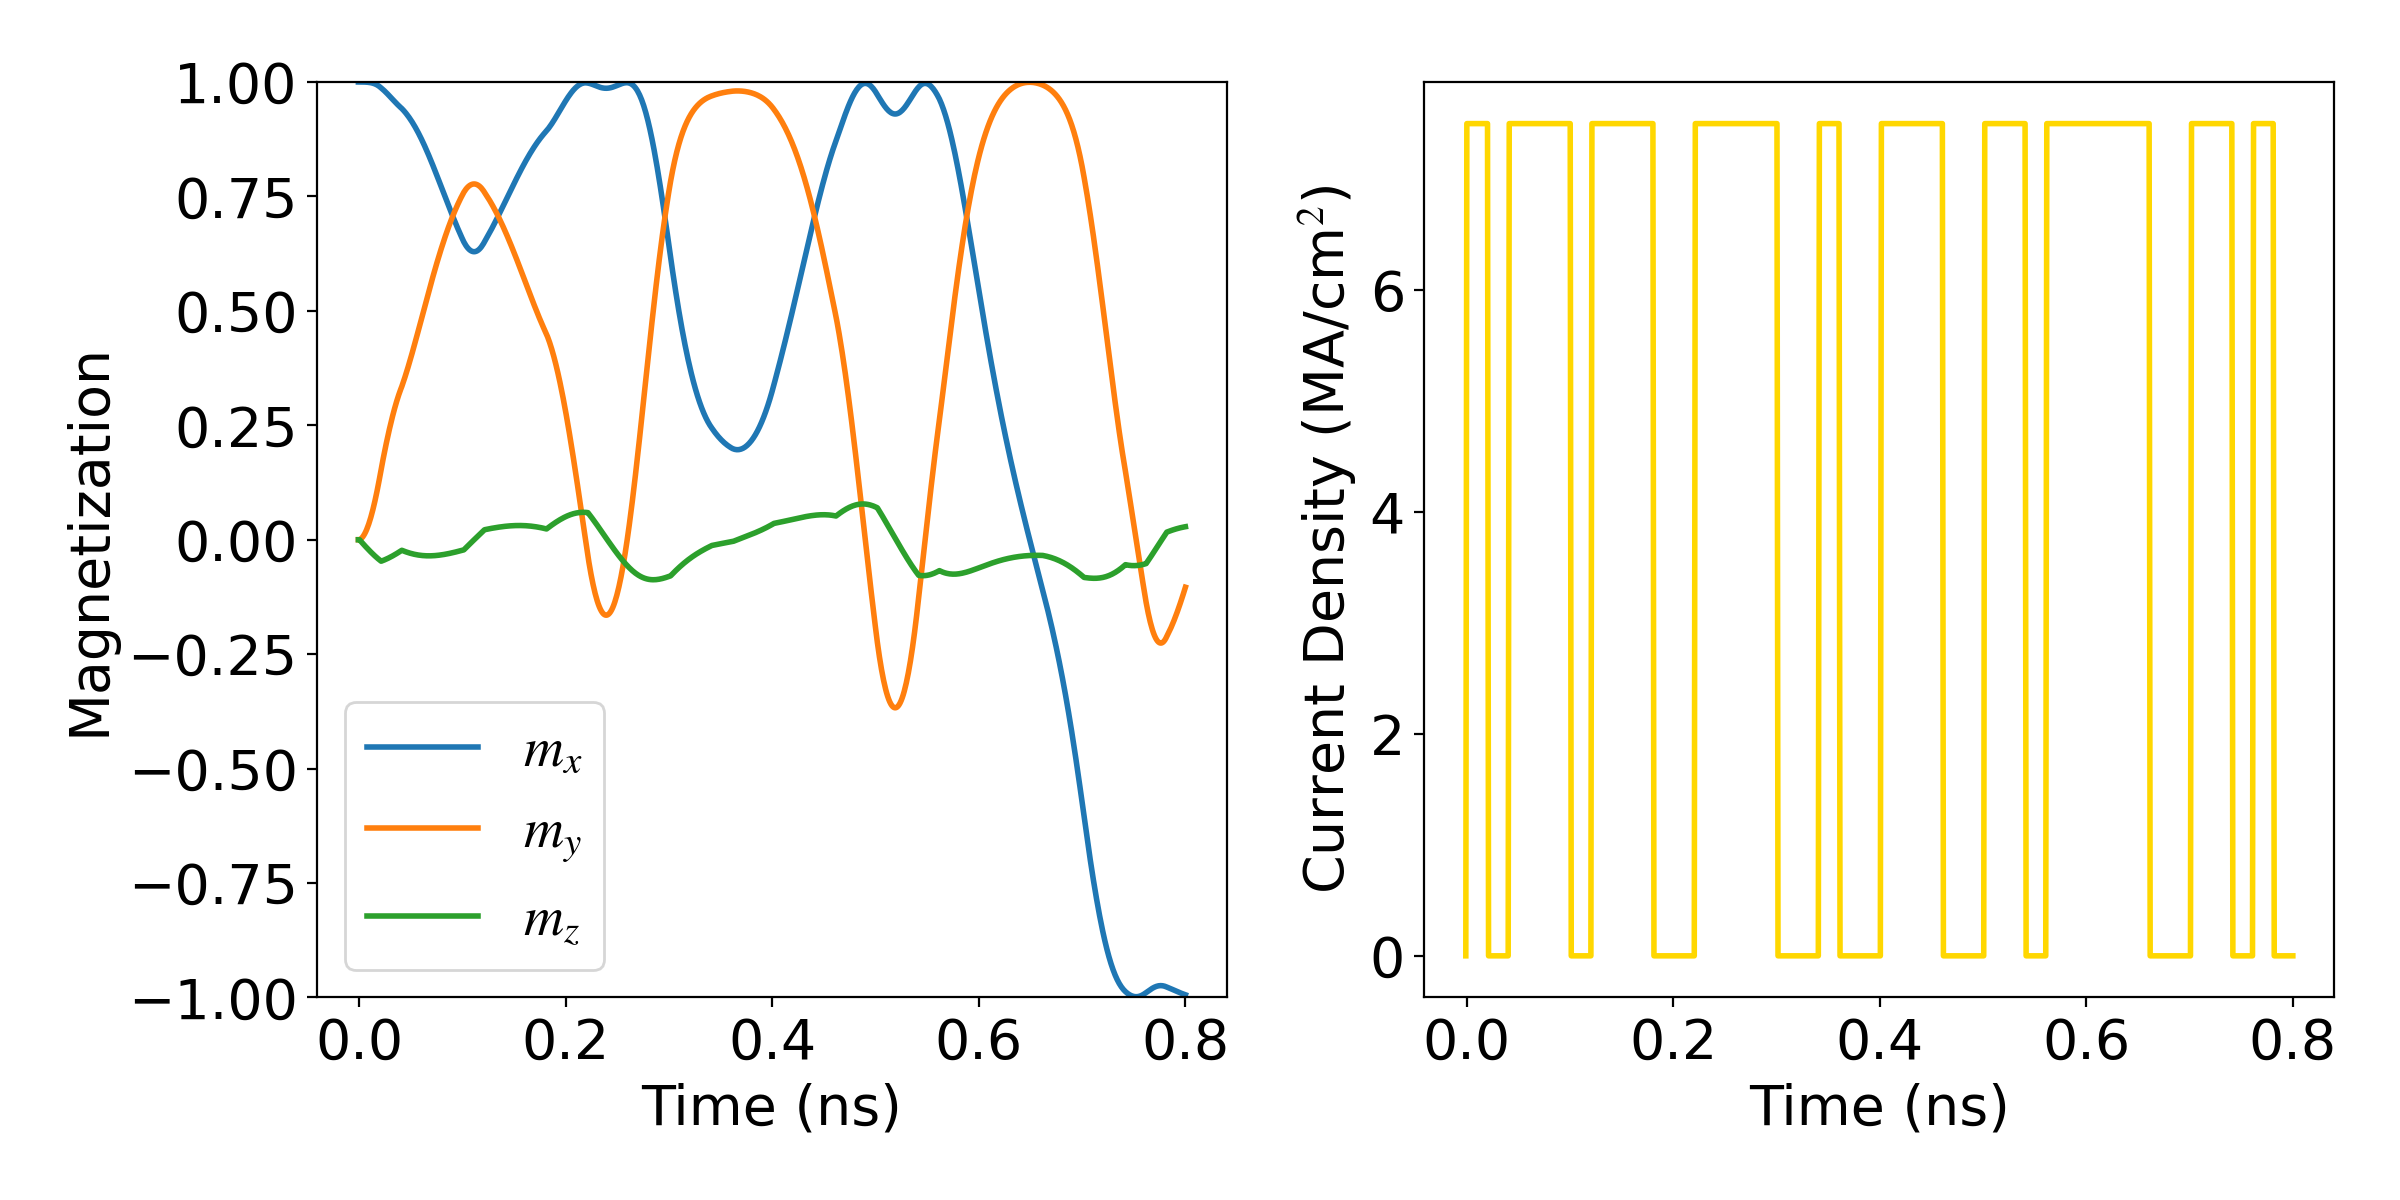 1.00
0.75
0.50
0.25
0.00
−0.25
−0.50
−0.75
−1.00
Magnetization
0.0 0.2 0.4 0.6 0.8
Time (ns)
m_x
m_y
m_z
6
4
2
0
Current Density (MA/cm²)
0.0 0.2 0.4 0.6 0.8
Time (ns)